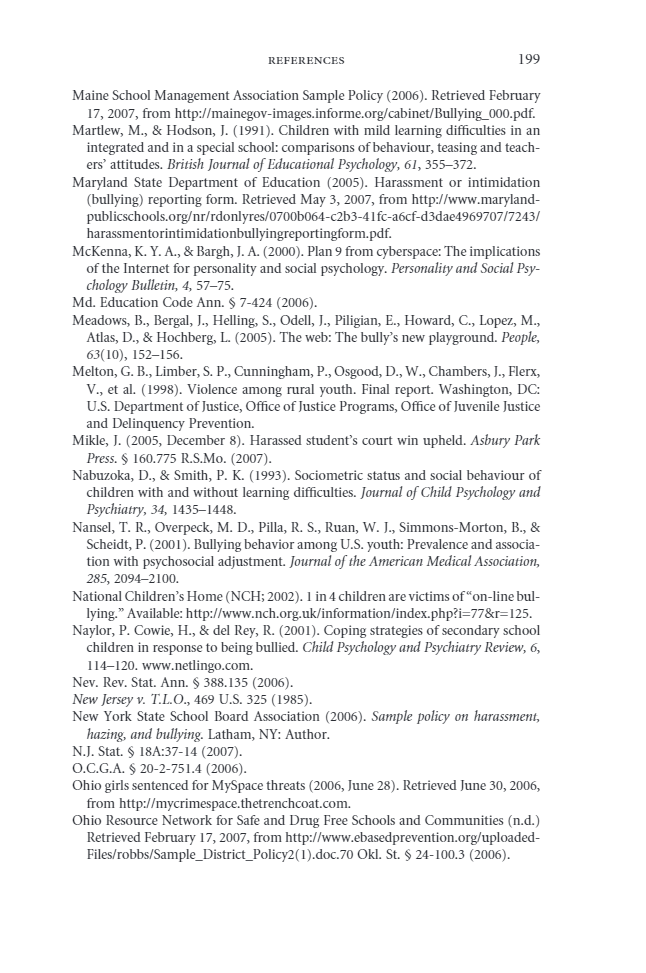 REFERENCES 199
Maine School Management Association Sample Policy (2006). Retrieved February
17, 2007, from http://mainegov-images.informe.org/cabinet/Bullying_000.pdf.
Martlew, M., & Hodson, J. (1991). Children with mild learning difficulties in an
integrated and in a special school: comparisons of behaviour, teasing and teach-
ers’ attitudes. British Journal of Educational Psychology, 61, 355–372.
Maryland State Department of Education (2005). Harassment or intimidation
(bullying) reporting form. Retrieved May 3, 2007, from http://www.maryland-
publicschools.org/nr/rdonlyres/0700b064-c2b3-41fc-a6cf-d3dae4969707/7243/
harassmentorintimidationbullyingreportingform.pdf.
McKenna, K. Y. A., & Bargh, J. A. (2000). Plan 9 from cyberspace: The implications
of the Internet for personality and social psychology. Personality and Social Psy-
chology Bulletin, 4, 57–75.
Md. Education Code Ann. § 7-424 (2006).
Meadows, B., Bergal, J., Helling, S., Odell, J., Piligian, E., Howard, C., Lopez, M.,
Atlas, D., & Hochberg, L. (2005). The web: The bully’s new playground. People,
63(10), 152–156.
Melton, G. B., Limber, S. P., Cunningham, P., Osgood, D., W., Chambers, J., Flerx,
V., et al. (1998). Violence among rural youth. Final report. Washington, DC:
U.S. Department of Justice, Office of Justice Programs, Office of Juvenile Justice
and Delinquency Prevention.
Mikle, J. (2005, December 8). Harassed student’s court win upheld. Asbury Park
Press. § 160.775 R.S.Mo. (2007).
Nabuzoka, D., & Smith, P. K. (1993). Sociometric status and social behaviour of
children with and without learning difficulties. Journal of Child Psychology and
Psychiatry, 34, 1435–1448.
Nansel, T. R., Overpeck, M. D., Pilla, R. S., Ruan, W. J., Simmons-Morton, B., &
Scheidt, P. (2001). Bullying behavior among U.S. youth: Prevalence and associa-
tion with psychosocial adjustment. Journal of the American Medical Association,
285, 2094–2100.
National Children’s Home (NCH; 2002). 1 in 4 children are victims of “on-line bul-
lying.” Available: http://www.nch.org.uk/information/index.php?i=77&r=125.
Naylor, P. Cowie, H., & del Rey, R. (2001). Coping strategies of secondary school
children in response to being bullied. Child Psychology and Psychiatry Review, 6,
114–120. www.netlingo.com.
Nev. Rev. Stat. Ann. § 388.135 (2006).
New Jersey v. T.L.O., 469 U.S. 325 (1985).
New York State School Board Association (2006). Sample policy on harassment,
hazing, and bullying. Latham, NY: Author.
N.J. Stat. § 18A:37-14 (2007).
O.C.G.A. § 20-2-751.4 (2006).
Ohio girls sentenced for MySpace threats (2006, June 28). Retrieved June 30, 2006,
from http://mycrimespace.thetrenchcoat.com.
Ohio Resource Network for Safe and Drug Free Schools and Communities (n.d.)
Retrieved February 17, 2007, from http://www.ebasedprevention.org/uploaded-
Files/robbs/Sample_District_Policy2(1).doc.70 Okl. St. § 24-100.3 (2006).